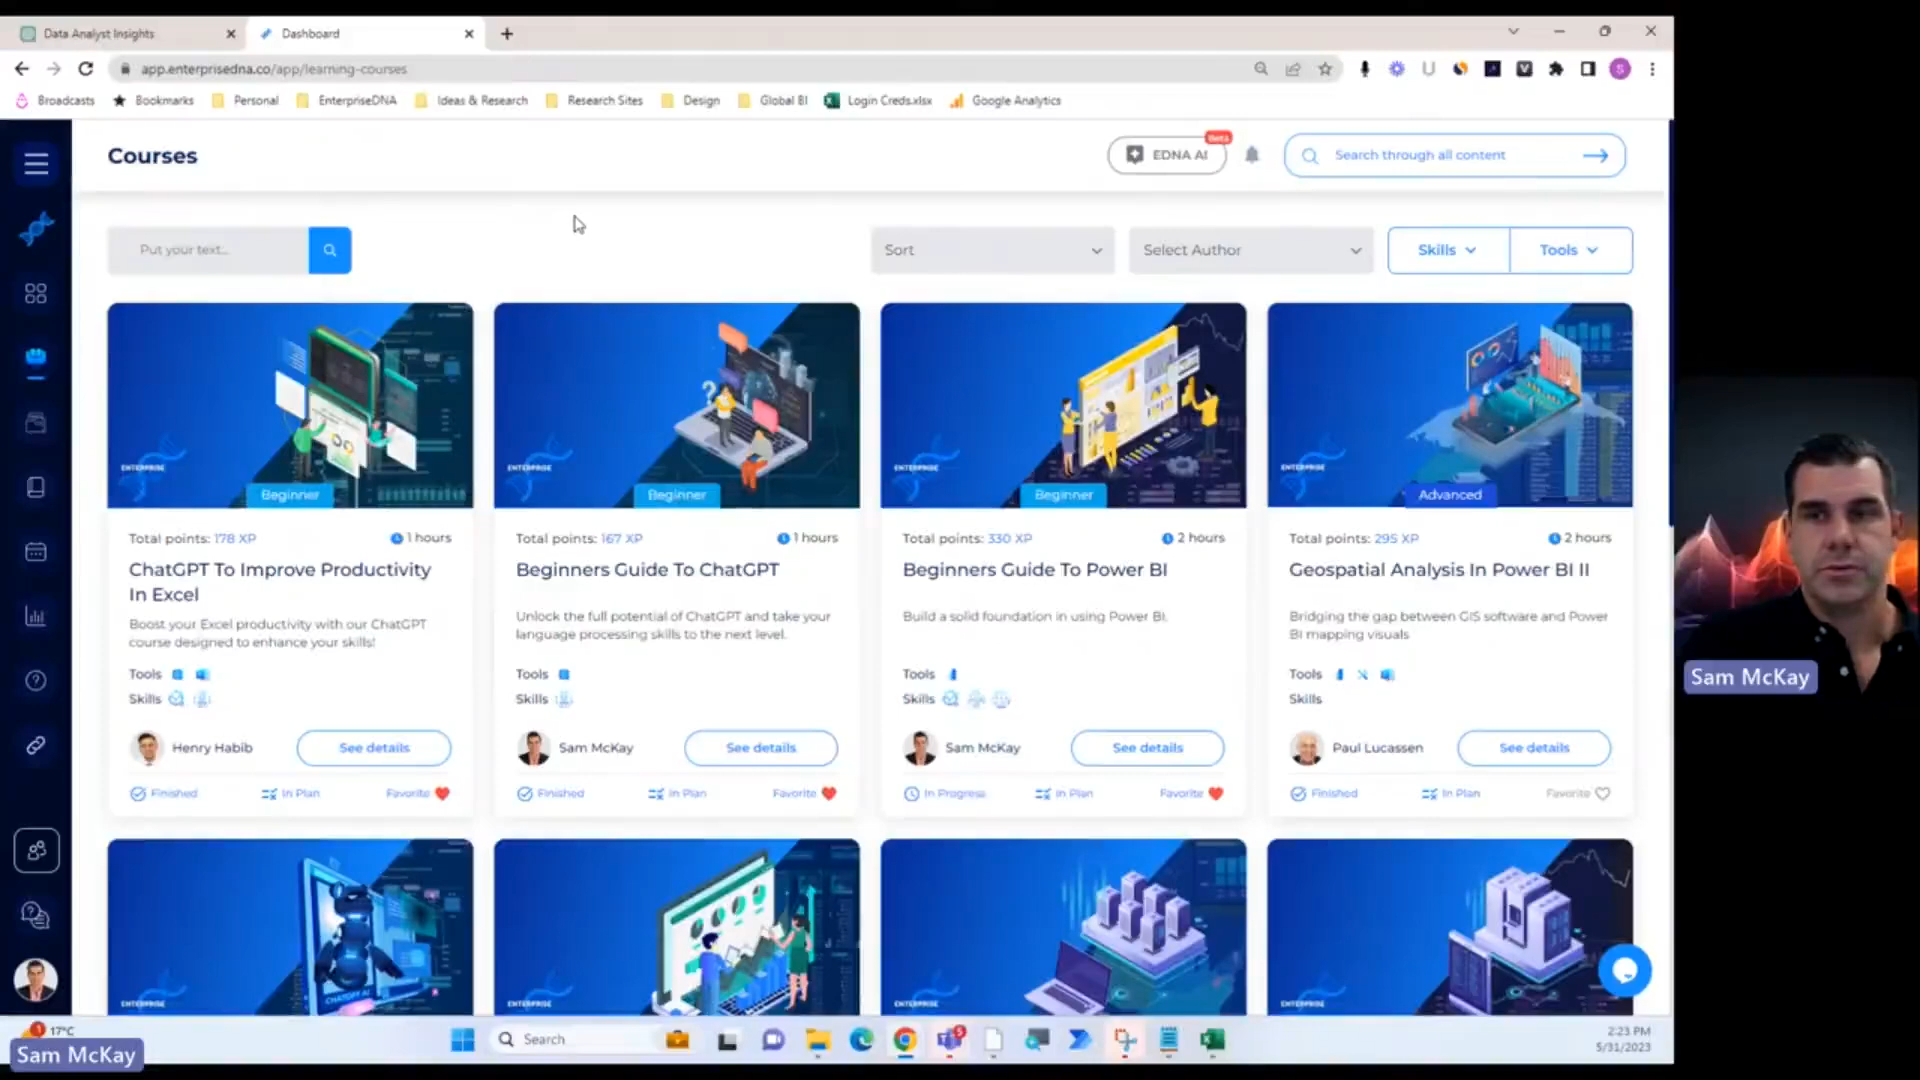 Data Analyst Insights
Dashboard
app.enterprisedna.co/app/learning-courses
S
Broadcasts
Bookmarks
Personal
EnterpriseDNA
Ideas & Research
Research Sites
Design
Global BI
Login Creds.xlsx
Google Analytics
Courses
EDNA AI
Beta
Search through all content
Put your text...
Sort
Select Author
Skills
Tools
ENTERPRISE
Beginner
ENTERPRISE
Beginner
ENTERPRISE
Beginner
ENTERPRISE
Advanced
Total points: 178 XP
1 hours
ChatGPT To Improve Productivity
In Excel
Boost your Excel productivity with our ChatGPT
course designed to enhance your skills!
Tools
Skills
Henry Habib
See details
Finished
In Plan
Favorite
Total points: 167 XP
1 hours
Beginners Guide To ChatGPT
Unlock the full potential of ChatGPT and take your
language processing skills to the next level.
Tools
Skills
Sam McKay
See details
Finished
In Plan
Favorite
Total points: 330 XP
2 hours
Beginners Guide To Power BI
Build a solid foundation in using Power BI.
Tools
Skills
Sam McKay
See details
In Progress
In Plan
Favorite
Total points: 295 XP
2 hours
Geospatial Analysis In Power BI II
Bridging the gap between GIS software and Power
BI mapping visuals
Tools
Skills
Paul Lucassen
See details
Finished
In Plan
Favorite
ENTERPRISE
ENTERPRISE
ENTERPRISE
ENTERPRISE
Sam McKay
17°C
Sam McKay
Search
5
2:23 PM
5/31/2023